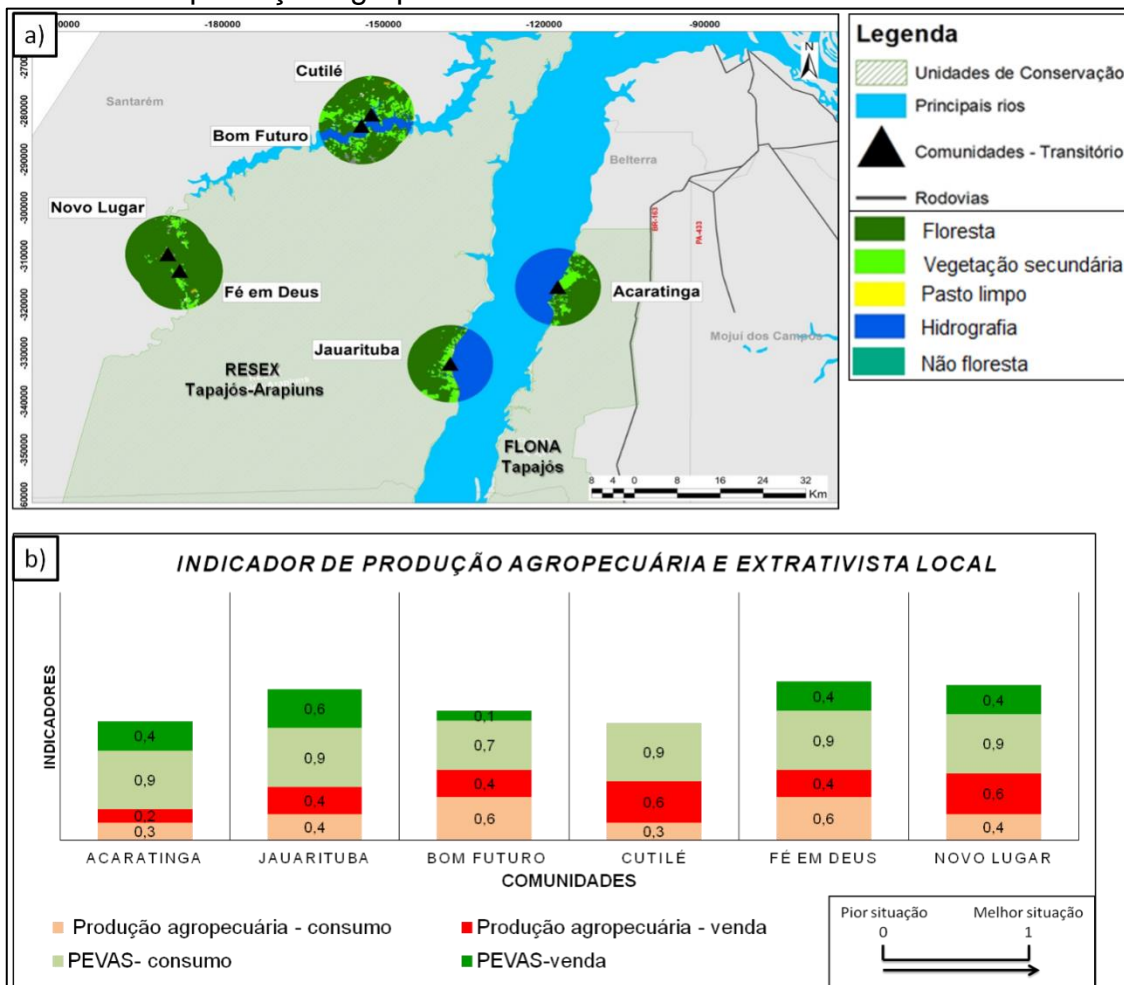 a)
-180000 -150000 -120000 -90000
-280000
-290000
-300000
-310000
-320000
-330000
-340000
-350000
Cutilé
Santarém
Bom Futuro
Belterra
Novo Lugar
BR-163
PA-433
Fé em Deus
Acaratinga
Jauarituba
Mojuí dos Campos
RESEX
Tapajós-Arapiuns
FLONA
Tapajós
N
8 4 0 8 16 24 32
Km
Legenda
Unidades de Conservação
Principais rios
Comunidades - Transitório
Rodovias
Floresta
Vegetação secundária
Pasto limpo
Hidrografia
Não floresta
b)
INDICADOR DE PRODUÇÃO AGROPECUÁRIA E EXTRATIVISTA LOCAL
INDICADORES
0,4 0,6 0,1 0,4 0,4
0,9 0,9 0,7 0,9 0,9 0,9
0,2 0,4 0,4 0,6 0,4 0,6
0,3 0,4 0,6 0,3 0,6 0,4
ACARATINGA JAUARITUBA BOM FUTURO CUTILÉ FÉ EM DEUS NOVO LUGAR
COMUNIDADES
Produção agropecuária - consumo
Produção agropecuária - venda
PEVAS- consumo
PEVAS-venda
Pior situação Melhor situação
0 1